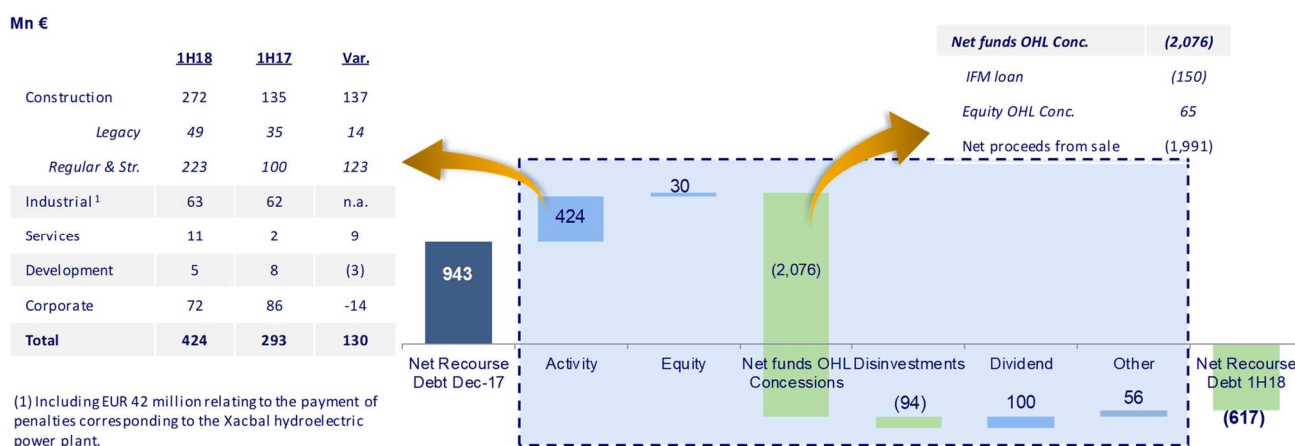 Mn €
1H18 1H17 Var.
Construction 272 135 137
Legacy 49 35 14
Regular & Str. 223 100 123
Industrial ¹ 63 62 n.a.
Services 11 2 9
Development 5 8 (3)
Corporate 72 86 -14
Total 424 293 130
(1) Including EUR 42 million relating to the payment of
penalties corresponding to the Xacbal hydroelectric
power plant.
Net funds OHL Conc. (2,076)
IFM loan (150)
Equity OHL Conc. 65
Net proceeds from sale (1,991)
943
424
30
(2,076)
(94)
100
56
(617)
Net Recourse
Debt Dec-17
Activity
Equity
Net funds OHL
Concessions
Disinvestments
Dividend
Other
Net Recourse
Debt 1H18